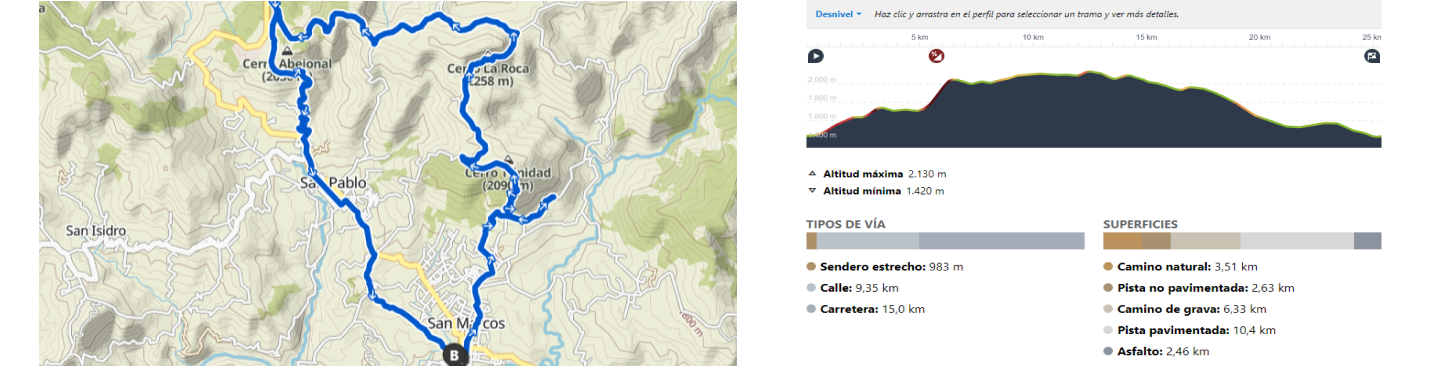 a
Cerro Abejonal
Cerro La Roca
(2258 m)
Cerro Trinidad
(2090 m)
San Pablo
San Isidro
San Marcos
B
1600 m
Desnivel Haz clic y arrastra en el perfil para seleccionar un tramo y ver más detalles.
5 km 10 km 15 km 20 km 25 km
2.000 m
1.800 m
1.600 m
1.400 m
Altitud máxima 2.130 m
Altitud mínima 1.420 m
TIPOS DE VÍA
Sendero estrecho: 983 m
Calle: 9,35 km
Carretera: 15,0 km
SUPERFICIES
Camino natural: 3,51 km
Pista no pavimentada: 2,63 km
Camino de grava: 6,33 km
Pista pavimentada: 10,4 km
Asfalto: 2,46 km